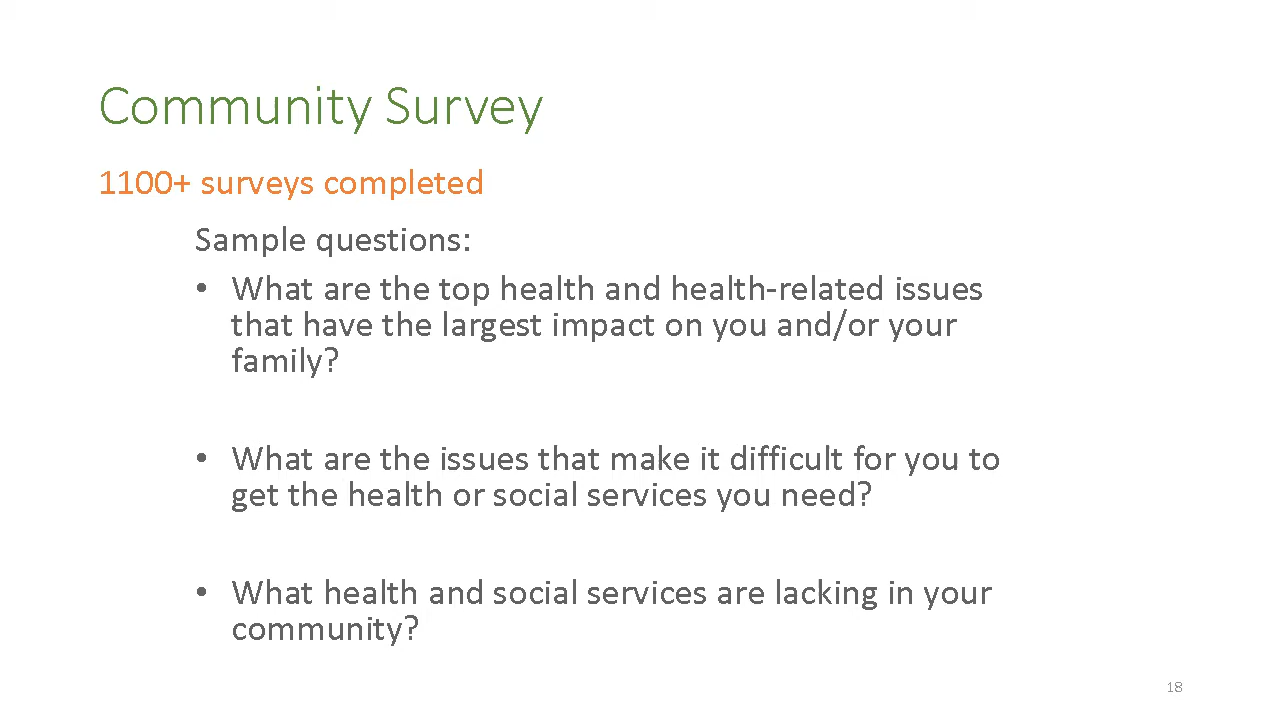 Community Survey
1100+ surveys completed
Sample questions:
• What are the top health and health-related issues
that have the largest impact on you and/or your
family?
• What are the issues that make it difficult for you to
get the health or social services you need?
• What health and social services are lacking in your
community?
18